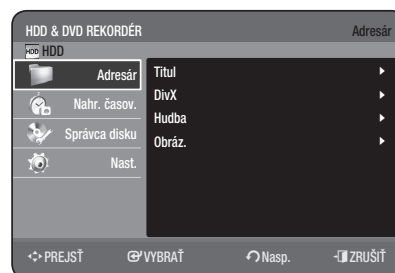 HDD & DVD REKORDÉR Adresár
HDD HDD
Adresár
Nahr. časov.
Správca disku
Nast.
Titul
DivX
Hudba
Obráz.
PREJSŤ VYBRAŤ Nasp. ZRUŠIŤ